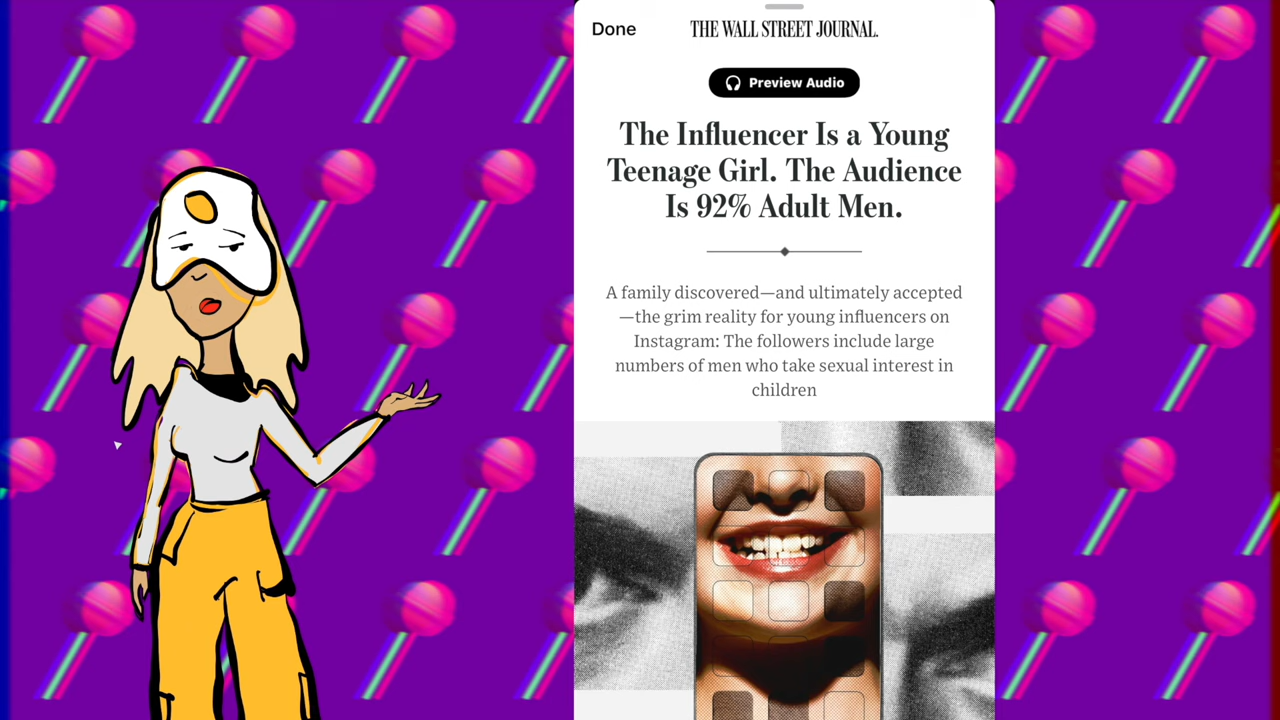 Done
THE WALL STREET JOURNAL.
Preview Audio
The Influencer Is a Young
Teenage Girl. The Audience
Is 92% Adult Men.
A family discovered—and ultimately accepted
—the grim reality for young influencers on
Instagram: The followers include large
numbers of men who take sexual interest in
children